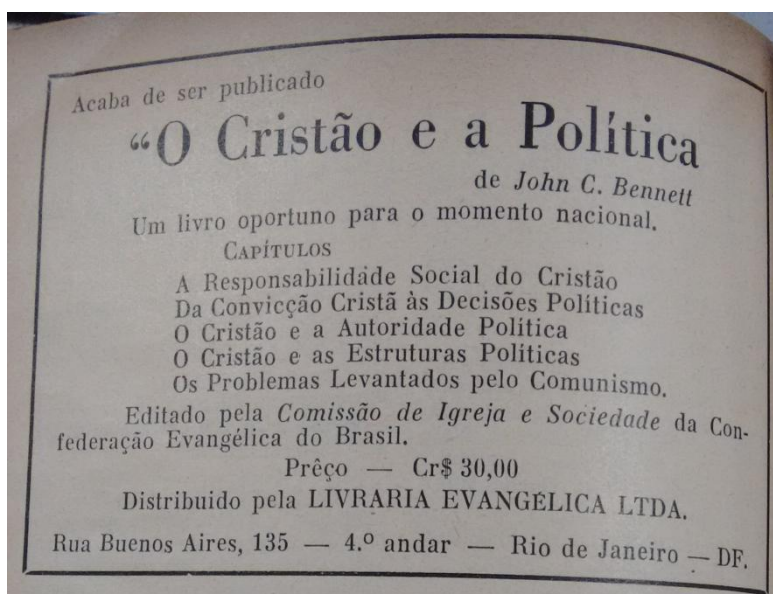 Acaba de ser publicado
“O Cristão e a Política
de John C. Bennett
Um livro oportuno para o momento nacional.
CAPÍTULOS
A Responsabilidade Social do Cristão
Da Convicção Cristã às Decisões Políticas
O Cristão e a Autoridade Política
O Cristão e as Estruturas Políticas
Os Problemas Levantados pelo Comunismo.
Editado pela Comissão de Igreja e Sociedade da Con-
federação Evangélica do Brasil.
Prêço — Cr$ 30,00
Distribuido pela LIVRARIA EVANGÉLICA LTDA.
Rua Buenos Aires, 135 — 4.º andar — Rio de Janeiro — DF.